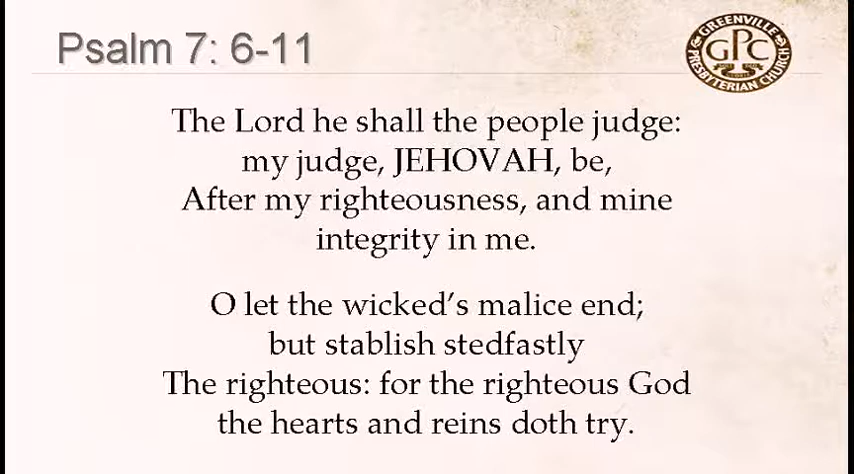 Psalm 7: 6-11
GREENVILLE
GPC
PRESBYTERIAN CHURCH
The Lord he shall the people judge:
my judge, JEHOVAH, be,
After my righteousness, and mine
integrity in me.
O let the wicked's malice end;
but stablish stedfastly
The righteous: for the righteous God
the hearts and reins doth try.